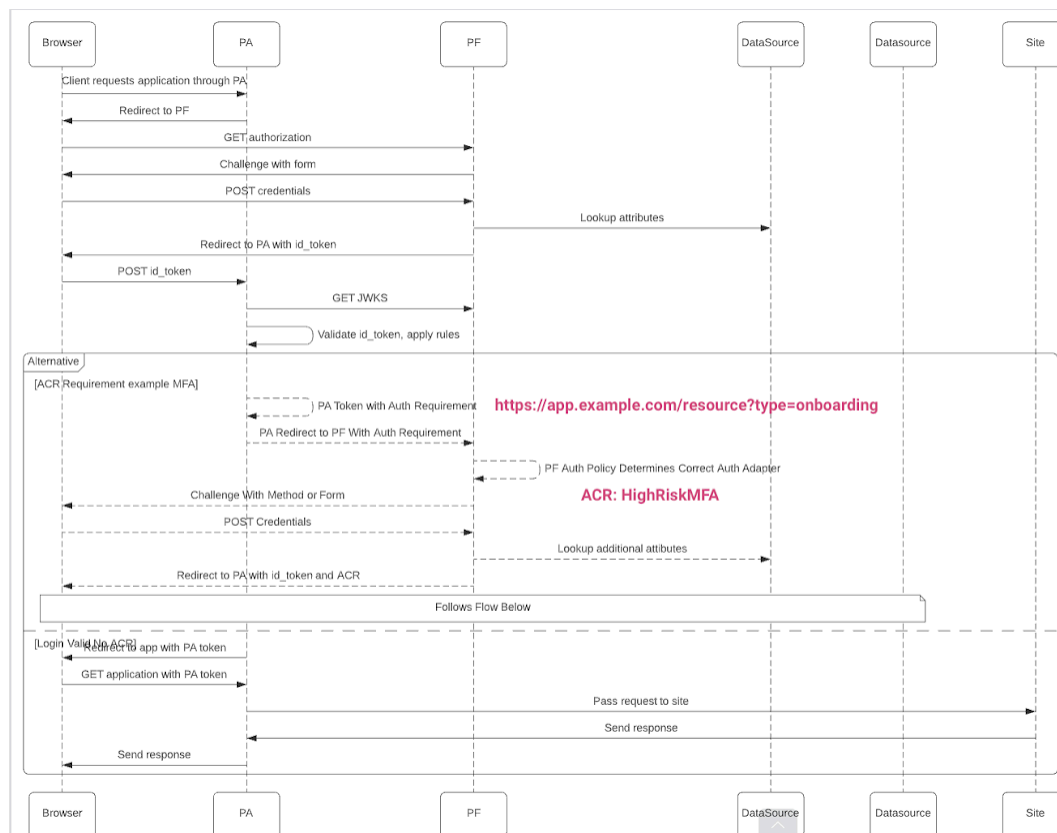 Browser
PA
PF
DataSource
Datasource
Site
Client requests application through PA
Redirect to PF
GET authorization
Challenge with form
POST credentials
Lookup attributes
Redirect to PA with id_token
POST id_token
GET JWKS
Validate id_token, apply rules
Alternative
[ACR Requirement example MFA]
PA Token with Auth Requirement
https://app.example.com/resource?type=onboarding
PA Redirect to PF With Auth Requirement
PF Auth Policy Determines Correct Auth Adapter
Challenge With Method or Form
ACR: HighRiskMFA
POST Credentials
Lookup additional attibutes
Redirect to PA with id_token and ACR
Follows Flow Below
[Login Valid No ACR]
Redirect to app with PA token
GET application with PA token
Pass request to site
Send response
Send response
Browser
PA
PF
DataSource
Datasource
Site